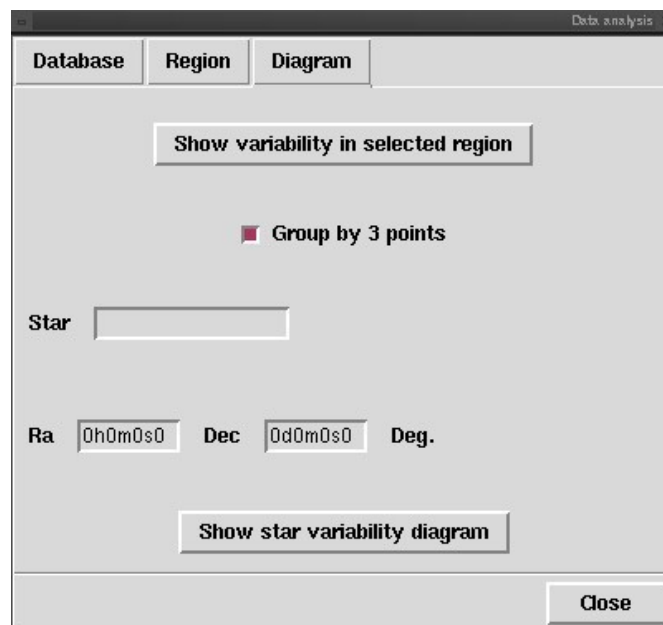 Data analysis
Database Region Diagram
Show variability in selected region
Group by 3 points
Star
Ra 0h0m0s0 Dec 0d0m0s0 Deg.
Show star variability diagram
Close